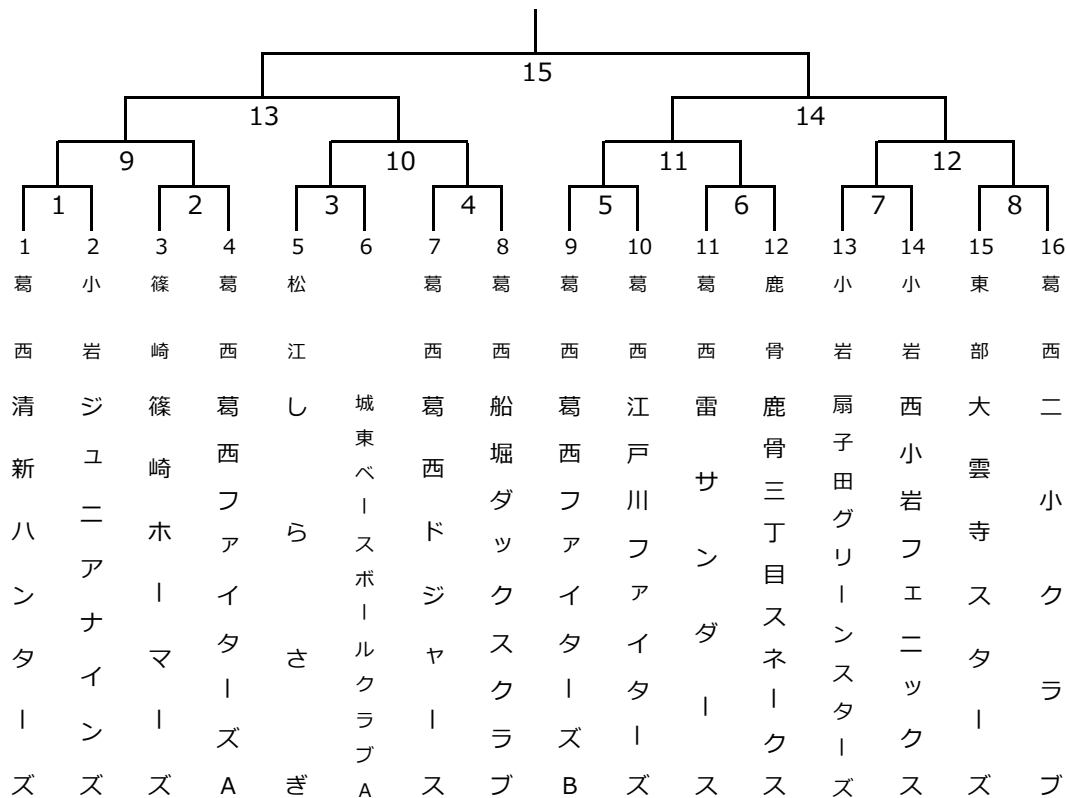 15
13
14
9
10
11
12
1
2
3
4
5
6
7
8
1
2
3
4
5
6
7
8
9
10
11
12
13
14
15
16
葛西
清新ハンターズ
小岩
ジュニアナインズ
篠崎
篠崎ホーマーズ
葛西
葛西ファイターズA
松江
しらさぎ
城東ベースボールクラブA
葛西
葛西ドジャース
葛西
船堀ダックスクラブ
葛西
葛西ファイターズB
葛西
江戸川ファイターズ
葛西
雷サンダース
鹿骨
鹿骨三丁目スネークス
小岩
扇子田グリーンスターズ
小岩
西小岩フェニックス
東部
大雲寺スターズ
葛西
二小クラブ